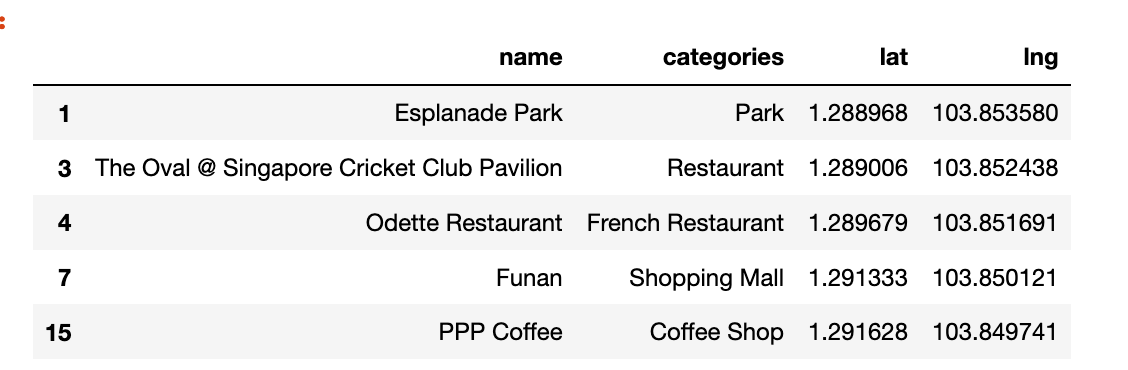 :
name categories lat lng
1 Esplanade Park Park 1.288968 103.853580
3 The Oval @ Singapore Cricket Club Pavilion Restaurant 1.289006 103.852438
4 Odette Restaurant French Restaurant 1.289679 103.851691
7 Funan Shopping Mall 1.291333 103.850121
15 PPP Coffee Coffee Shop 1.291628 103.849741